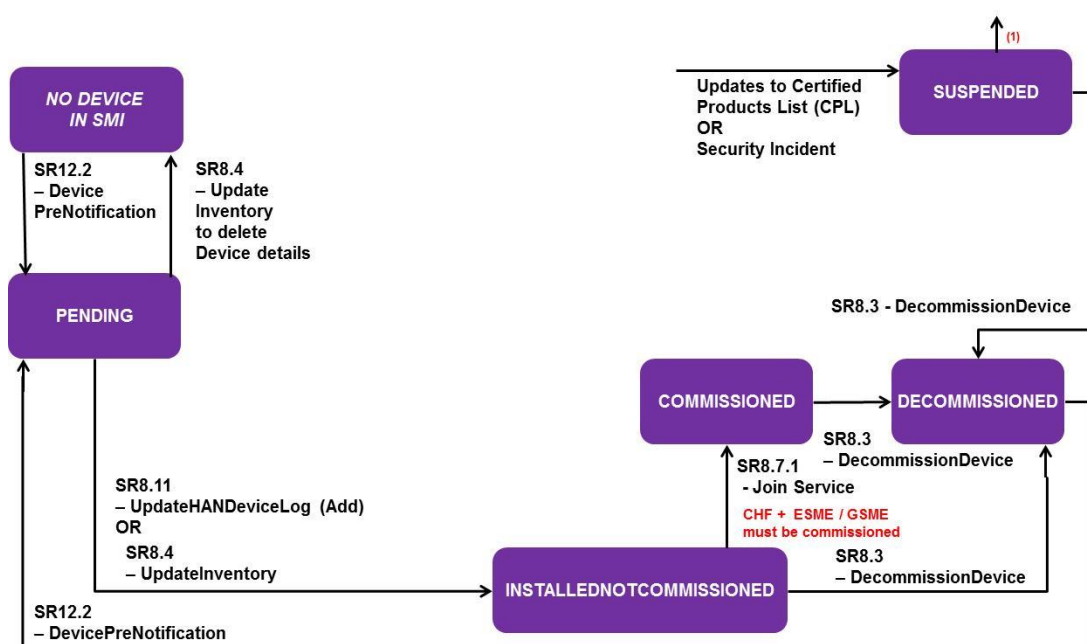 (1)
NO DEVICE
IN SMI
Updates to Certified
Products List (CPL)
OR
Security Incident
SUSPENDED
SR12.2
– Device
PreNotification
SR8.4
– Update
Inventory
to delete
Device details
PENDING
SR8.3 - DecommissionDevice
COMMISSIONED
DECOMMISSIONED
SR8.3
– DecommissionDevice
SR8.7.1
- Join Service
CHF + ESME / GSME
must be commissioned
SR8.11
– UpdateHANDeviceLog (Add)
OR
SR8.4
– UpdateInventory
INSTALLEDNOTCOMMISSIONED
SR8.3
– DecommissionDevice
SR12.2
– DevicePreNotification